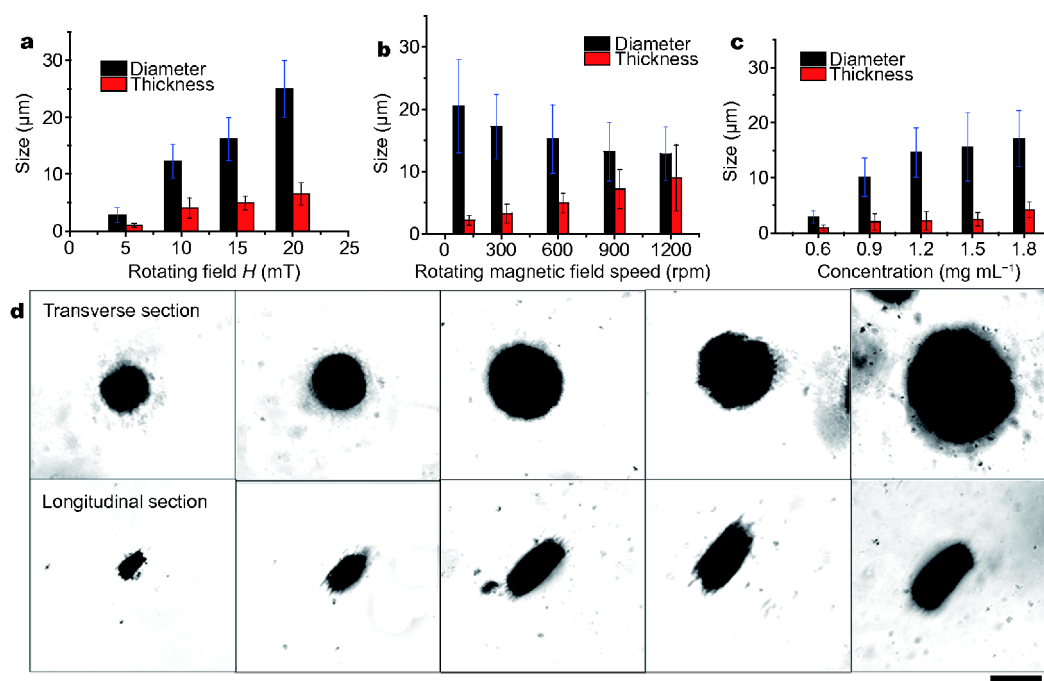 a
Size (μm)
30
20
10
0
Diameter
Thickness
0 5 10 15 20 25
Rotating field H (mT)
b
Size (μm)
30
20
10
0
Diameter
Thickness
0 300 600 900 1200
Rotating magnetic field speed (rpm)
c
Size (μm)
30
20
10
0
Diameter
Thickness
0.6 0.9 1.2 1.5 1.8
Concentration (mg mL⁻¹)
d
Transverse section
Longitudinal section